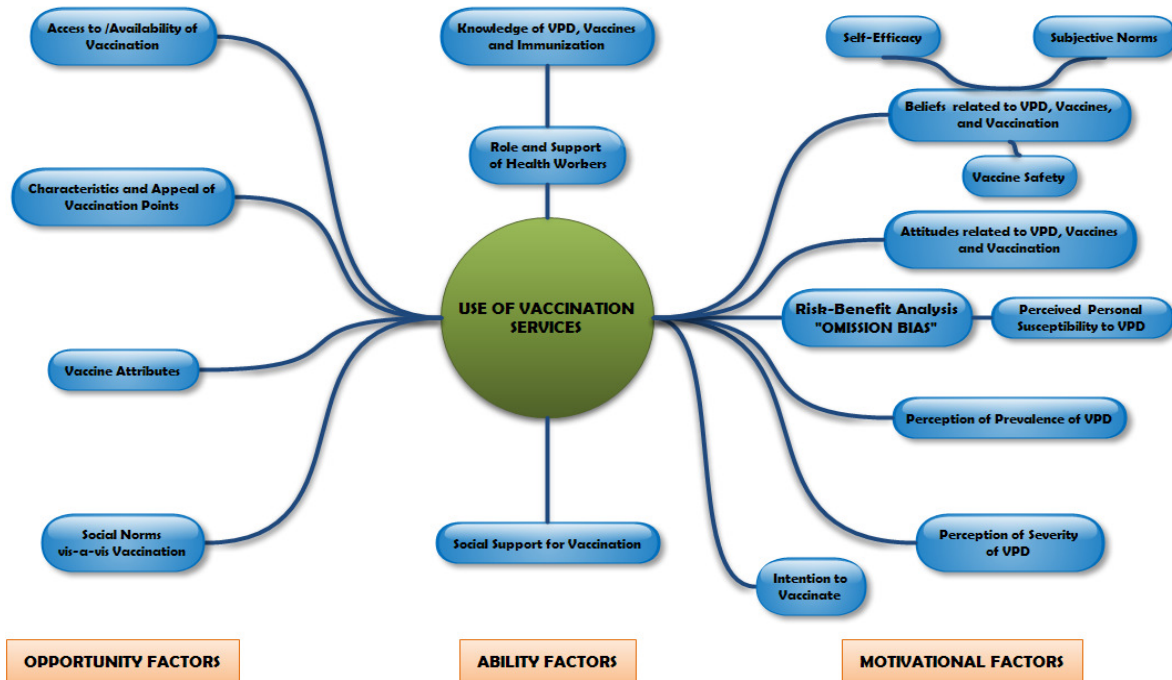 Access to /Availability of
Vaccination
Characteristics and Appeal of
Vaccination Points
Vaccine Attributes
Social Norms
vis-a-vis Vaccination
OPPORTUNITY FACTORS
Knowledge of VPD, Vaccines
and Immunization
Role and Support
of Health Workers
USE OF VACCINATION
SERVICES
Social Support for Vaccination
ABILITY FACTORS
Self-Efficacy
Subjective Norms
Beliefs related to VPD, Vaccines,
and Vaccination
Vaccine Safety
Attitudes related to VPD, Vaccines
and Vaccination
Risk-Benefit Analysis
"OMISSION BIAS"
Perceived Personal
Susceptibility to VPD
Perception of Prevalence of VPD
Perception of Severity
of VPD
Intention to
Vaccinate
MOTIVATIONAL FACTORS